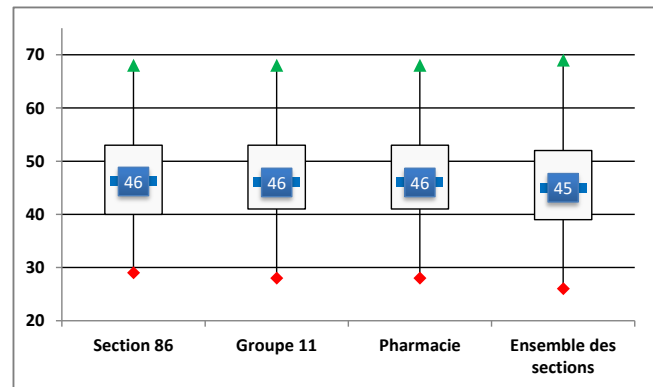 70
60
50
40
30
20
46
46
46
45
Section 86
Groupe 11
Pharmacie
Ensemble des
sections